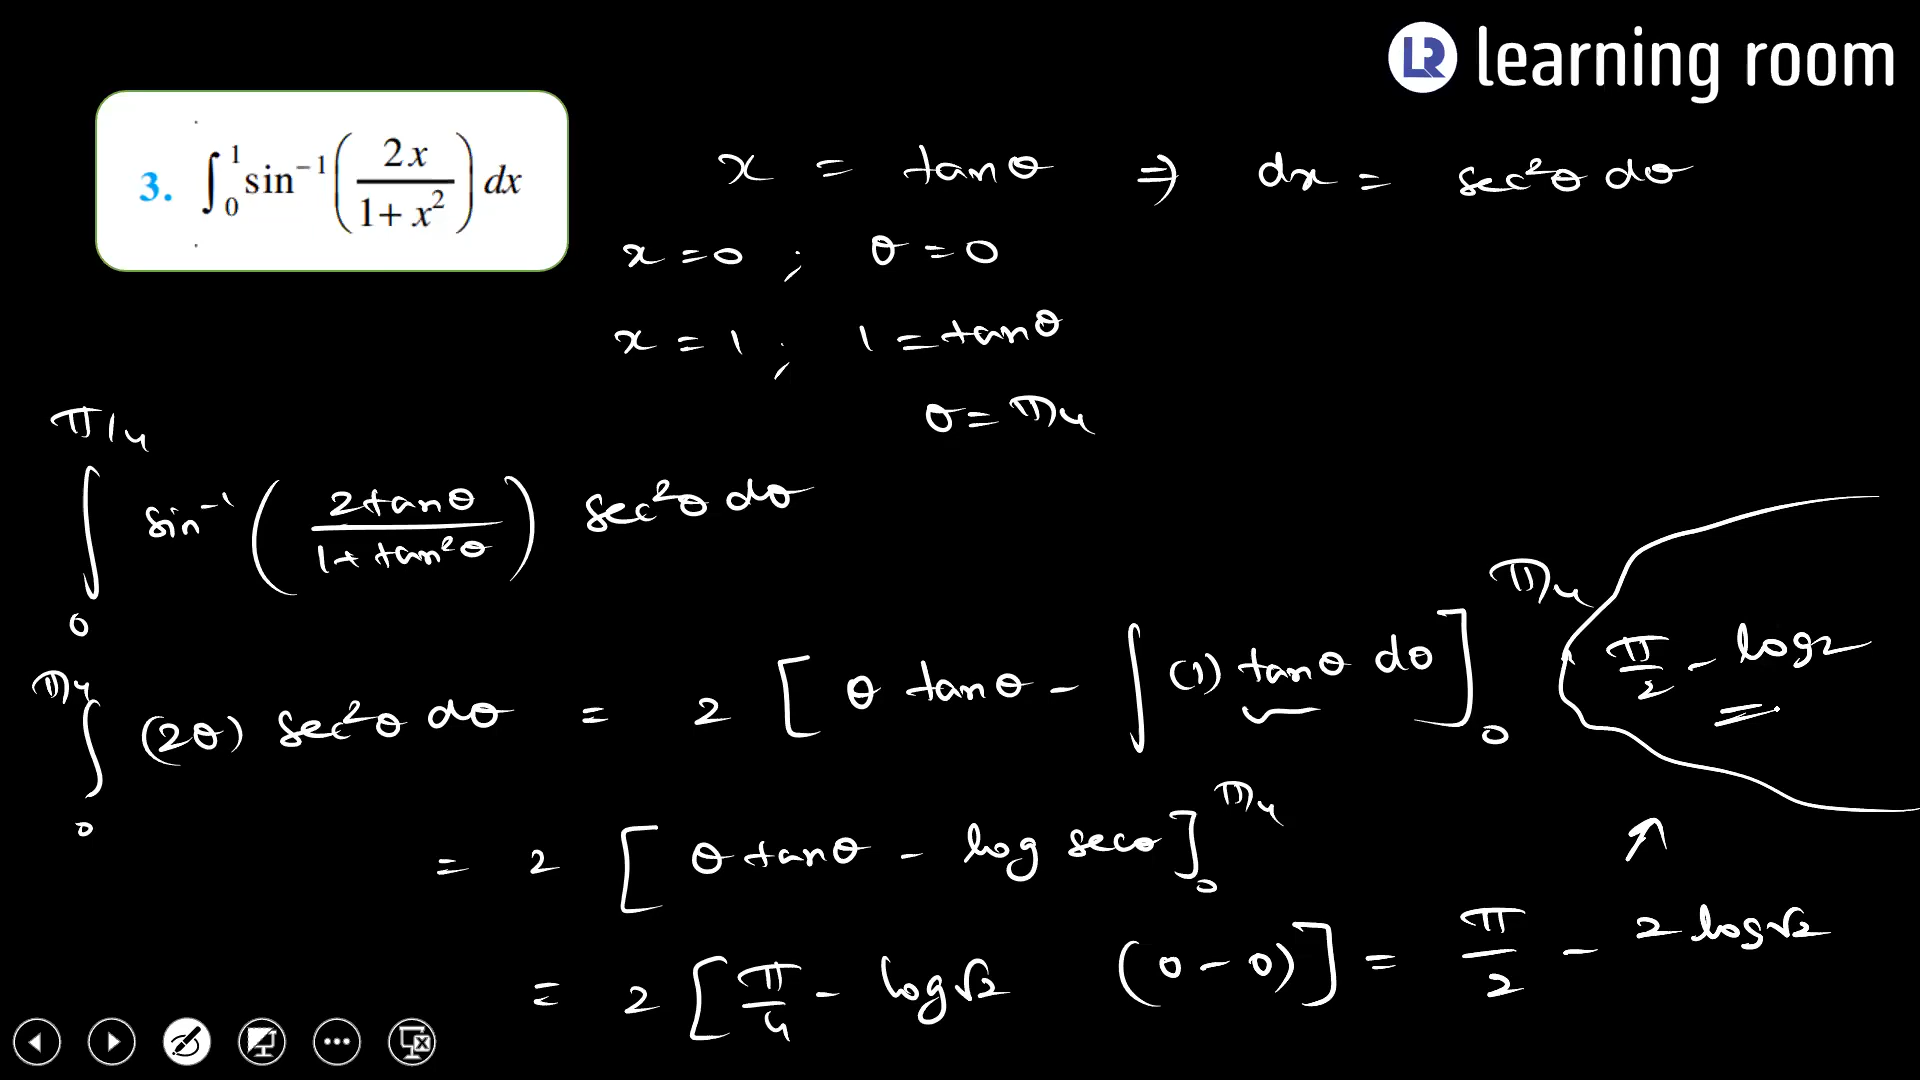 LR learning room
3. ∫₀¹ sin⁻¹(2x / (1+x²)) dx
x = tanθ ⇒ dx = sec²θ dθ
x = 0 ; θ = 0
x = 1 ; 1 = tanθ
θ = π/4
∫₀^(π/4) sin⁻¹(2tanθ / (1+tan²θ)) sec²θ dθ
∫₀^(π/4) (2θ) sec²θ dθ = 2 [θ tanθ - ∫(1) tanθ dθ]₀^(π/4)
π/2 - log2
= 2 [θ tanθ - log secθ]₀^(π/4)
= 2 [π/4 - log√2 (0-0)] = π/2 - 2 log√2